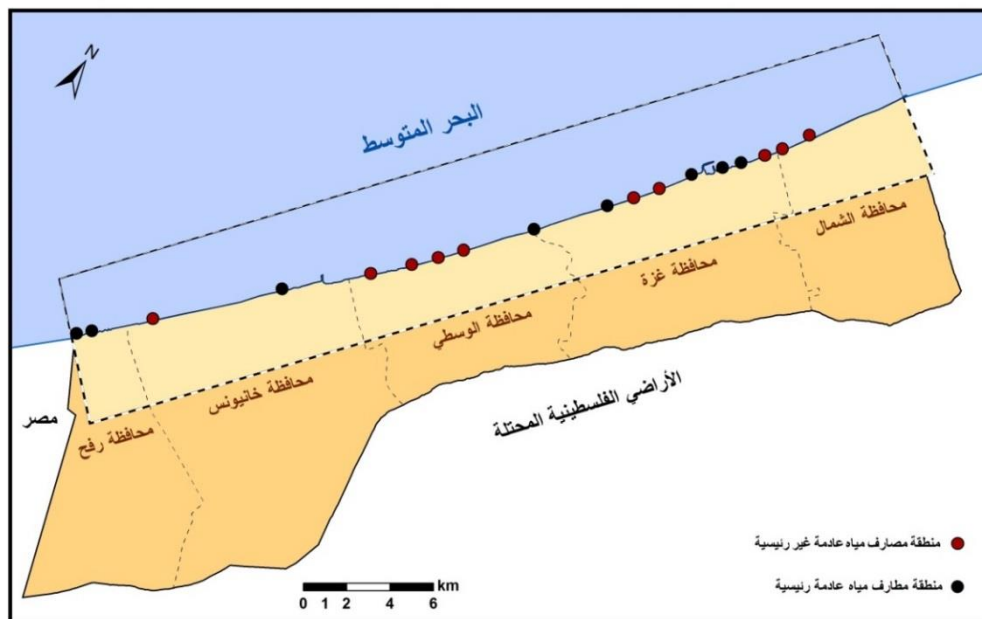 N
البحر المتوسط
محافظة الشمال
محافظة غزة
محافظة الوسطي
محافظة خانيونس
محافظة رفح
مصر
الأراضي الفلسطينية المحتلة
منطقة مصارف مياه عادمة غير رئيسية
منطقة مطارف مياه عادمة رئيسية
km
0 1 2 4 6